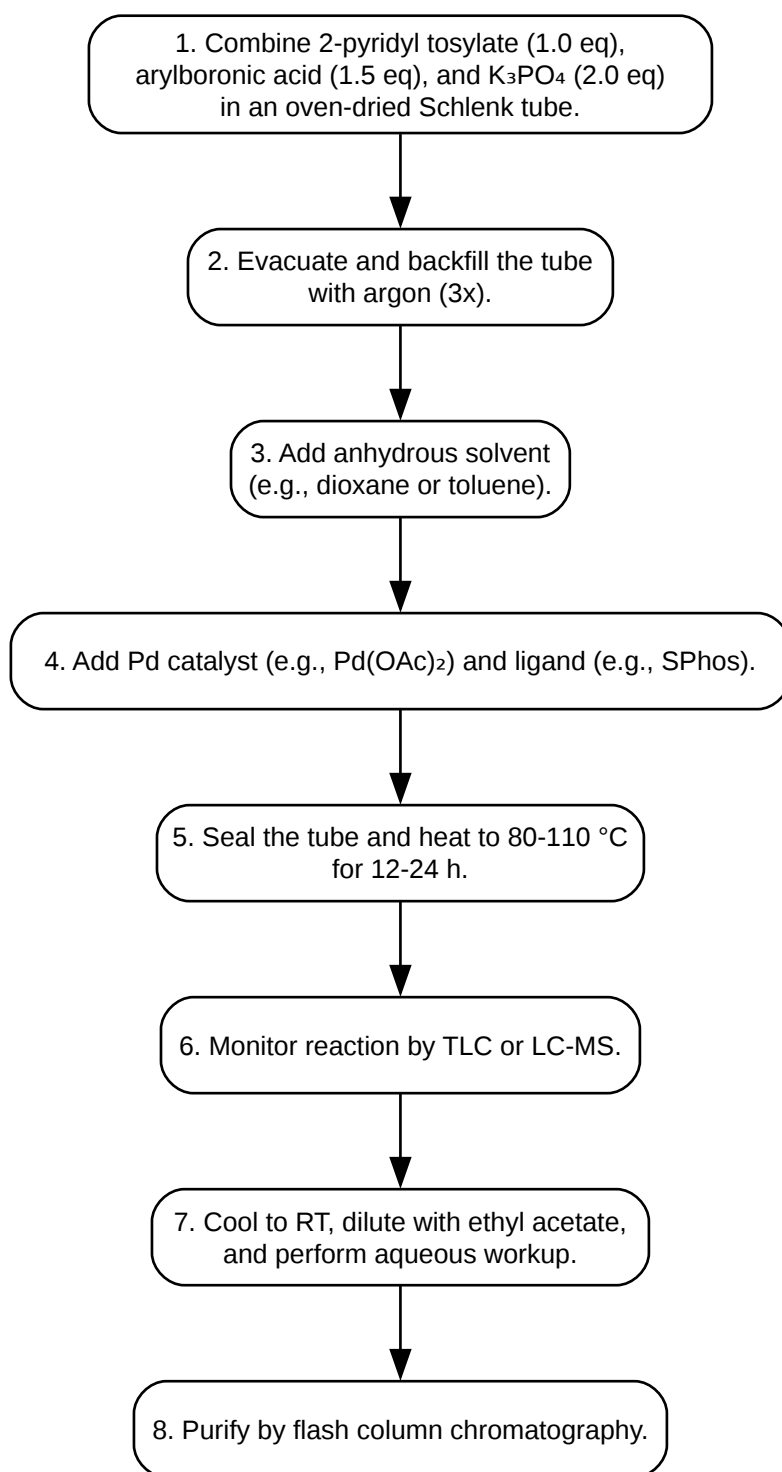 1. Combine 2-pyridyl tosylate (1.0 eq),
arylboronic acid (1.5 eq), and K₃PO₄ (2.0 eq)
in an oven-dried Schlenk tube.
2. Evacuate and backfill the tube
with argon (3x).
3. Add anhydrous solvent
(e.g., dioxane or toluene).
4. Add Pd catalyst (e.g., Pd(OAc)₂) and ligand (e.g., SPhos).
5. Seal the tube and heat to 80-110 °C
for 12-24 h.
6. Monitor reaction by TLC or LC-MS.
7. Cool to RT, dilute with ethyl acetate,
and perform aqueous workup.
8. Purify by flash column chromatography.